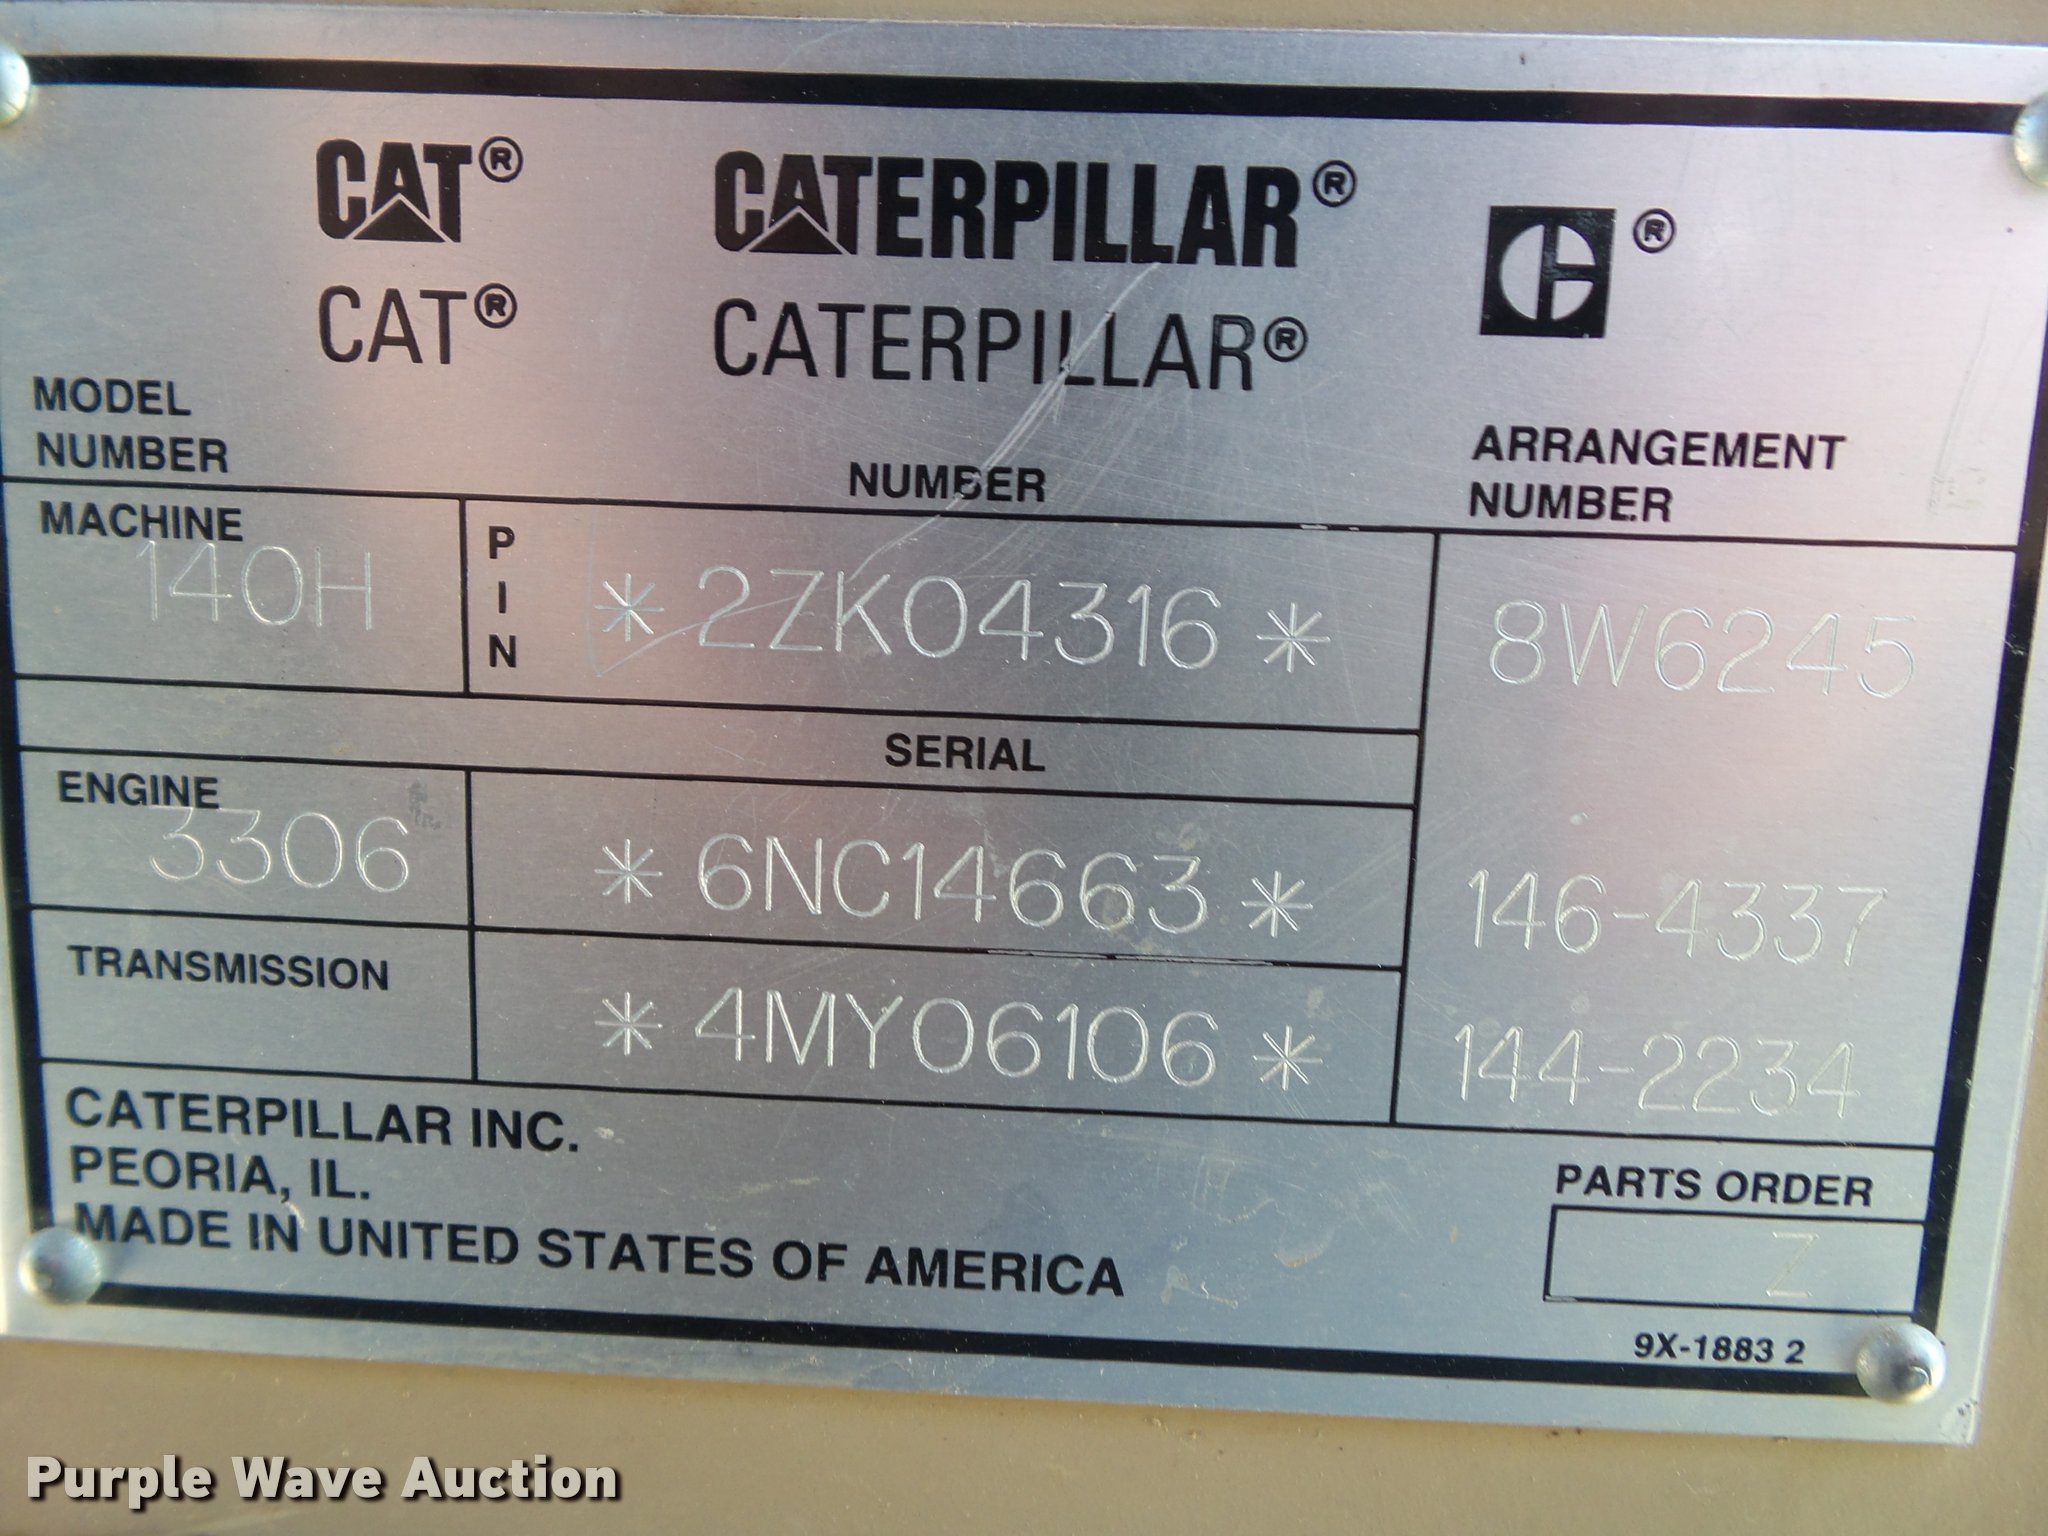 CAT® CATERPILLAR® ®
CAT® CATERPILLAR®
MODEL NUMBER
NUMBER
ARRANGEMENT NUMBER
MACHINE
140H
PIN
*2ZK04316*
8W6245
SERIAL
ENGINE
3306
*6NC14663*
146-4337
TRANSMISSION
*4MY06106*
144-2234
CATERPILLAR INC.
PEORIA, IL.
MADE IN UNITED STATES OF AMERICA
PARTS ORDER
Z
9X-1883 2
Purple Wave Auction